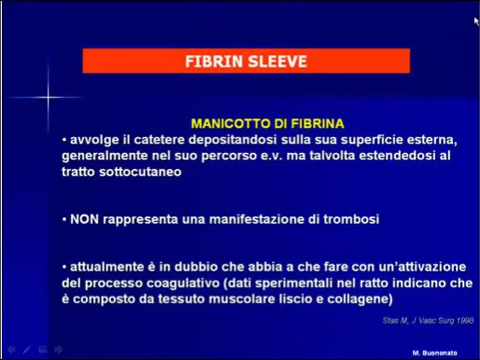 FIBRIN SLEEVE
MANICOTTO DI FIBRINA
• avvolge il catetere depositandosi sulla sua superficie esterna,
generalmente nel suo percorso e.v. ma talvolta estendedosi al
tratto sottocutaneo
• NON rappresenta una manifestazione di trombosi
• attualmente è in dubbio che abbia a che fare con un'attivazione
del processo coagulativo (dati sperimentali nel ratto indicano che
è composto da tessuto muscolare liscio e collagene)
Stas M, J Vasc Surg 1998
M. Buononato